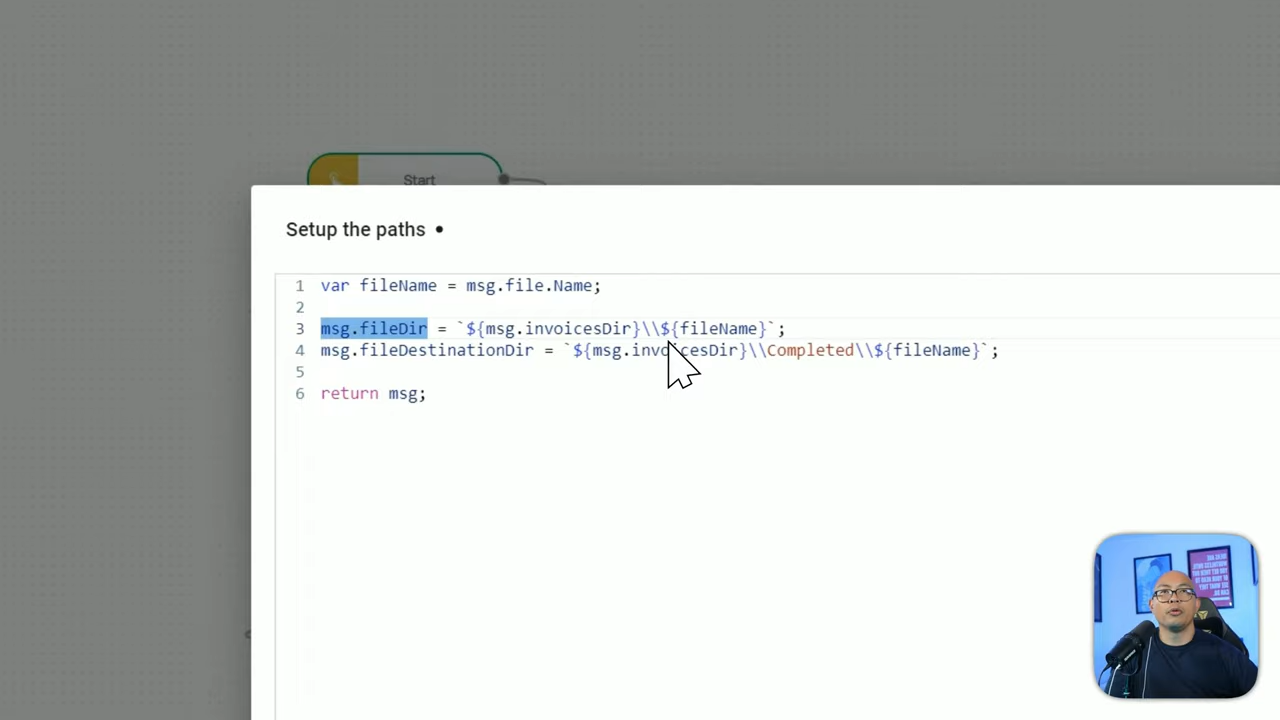 Start
Setup the paths
1 var fileName = msg.file.Name;
2
3 msg.fileDir = `${msg.invoicesDir}\\${fileName}`;
4 msg.fileDestinationDir = `${msg.invoicesDir}\\Completed\\${fileName}`;
5
6 return msg;